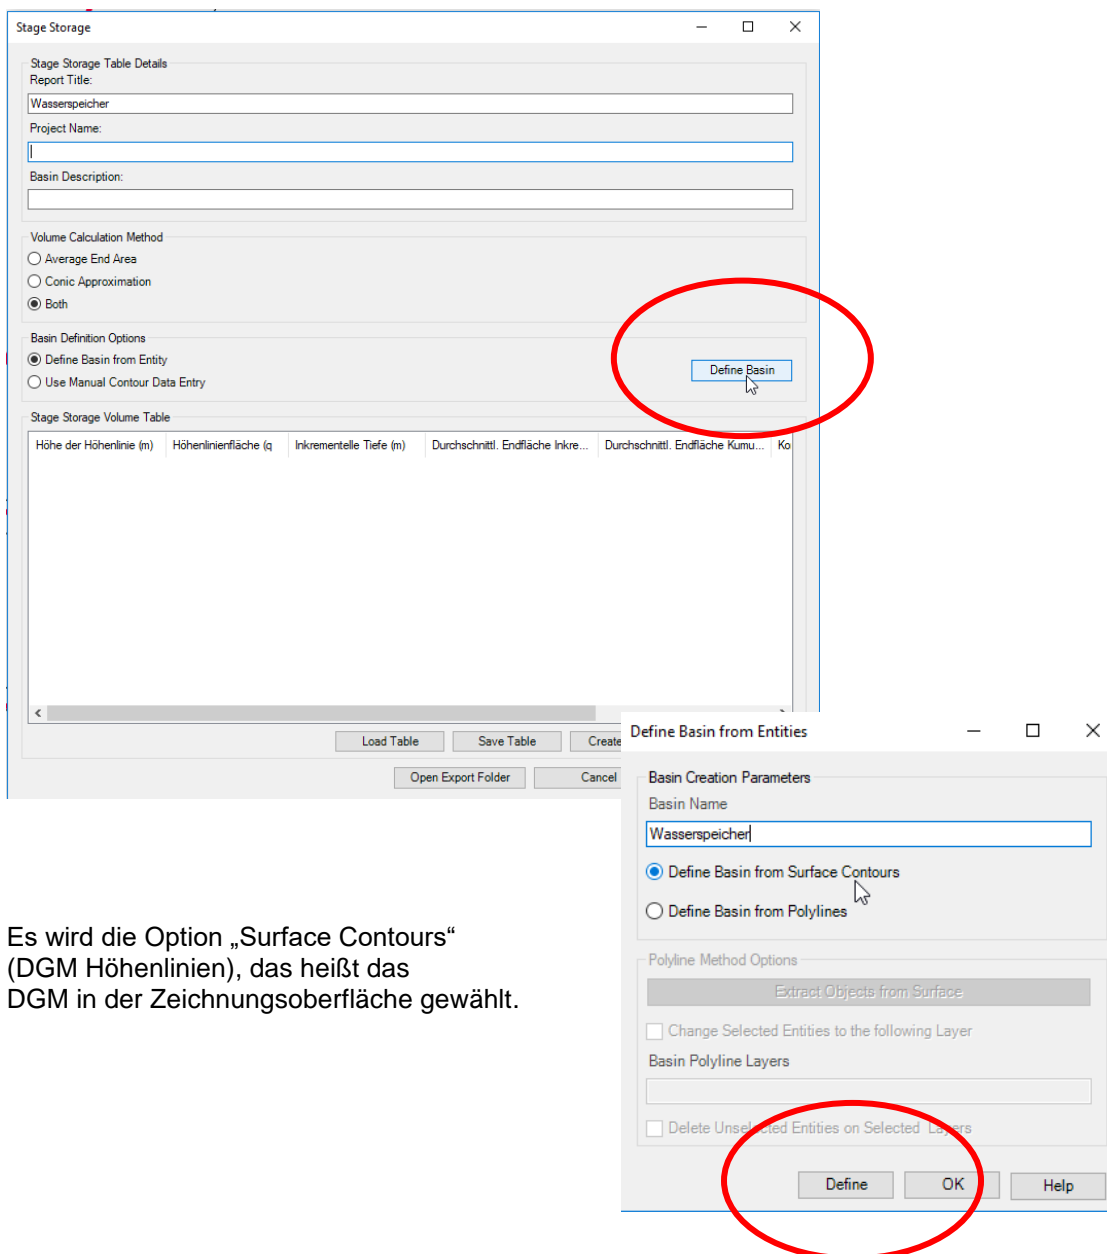 Stage Storage
Stage Storage Table Details
Report Title:
Wasserspeicher
Project Name:
Basin Description:
Volume Calculation Method
Average End Area
Conic Approximation
Both
Basin Definition Options
Define Basin from Entity
Use Manual Contour Data Entry
Define Basin
Stage Storage Volume Table
Höhe der Höhenlinie (m) Höhenlinienfläche (q Inkrementelle Tiefe (m) Durchschnittl. Endfläche Inkre... Durchschnittl. Endfläche Kumu... Ko
Load Table Save Table Create
Open Export Folder Cancel
Define Basin from Entities
Basin Creation Parameters
Basin Name
Wasserspeicher
Define Basin from Surface Contours
Define Basin from Polylines
Polyline Method Options
Extract Objects from Surface
Change Selected Entities to the following Layer
Basin Polyline Layers
Delete Unselected Entities on Selected Layers
Define OK Help
Es wird die Option „Surface Contours“
(DGM Höhenlinien), das heißt das
DGM in der Zeichnungsoberfläche gewählt.